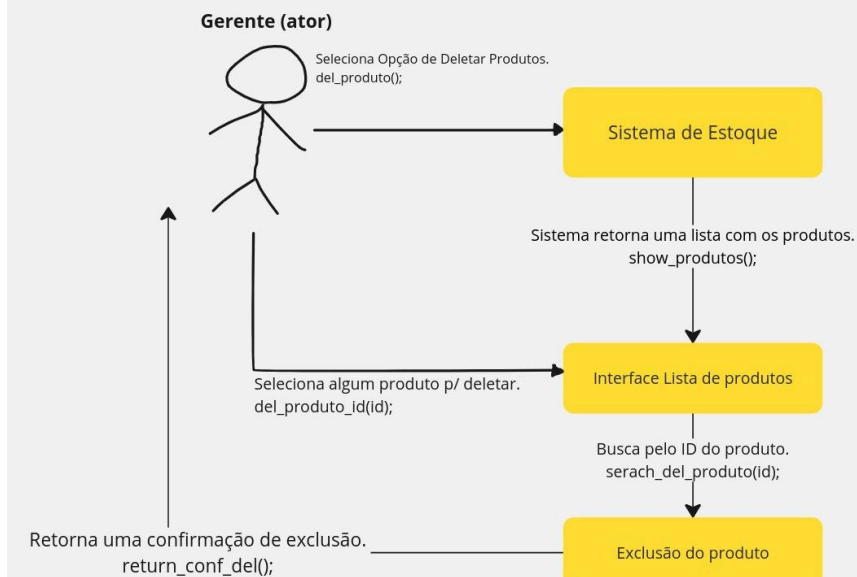 Gerente (ator)
Seleciona Opção de Deletar Produtos.
del_produto();
Sistema de Estoque
Sistema retorna uma lista com os produtos.
show_produtos();
Interface Lista de produtos
Seleciona algum produto p/ deletar.
del_produto_id(id);
Busca pelo ID do produto.
serach_del_produto(id);
Retorna uma confirmação de exclusão.
return_conf_del();
Exclusão do produto